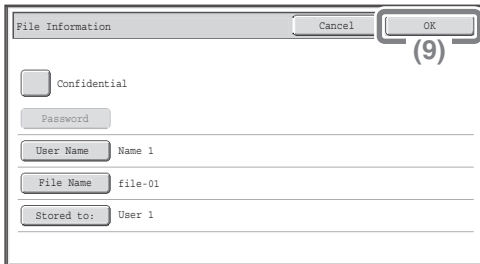 File Information Cancel OK
(9)
Confidential
Password
User Name Name 1
File Name file-01
Stored to: User 1